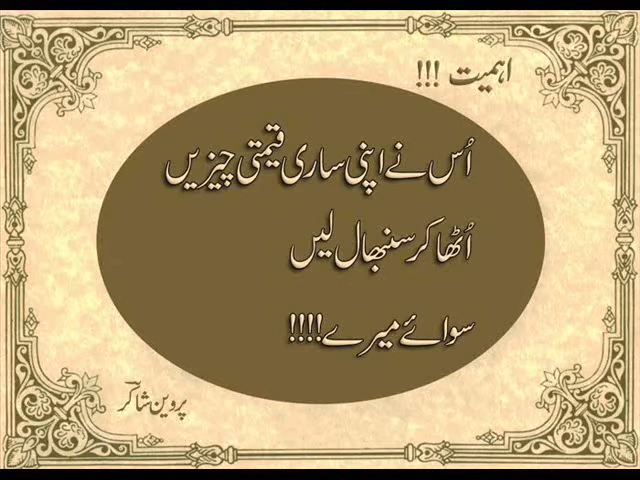 اہمیت !!!
اُس نے اپنی ساری قیمتی چیزیں
اُٹھا کر سنبھال لیں
سوائے میرے!!!!
پروین شاکر